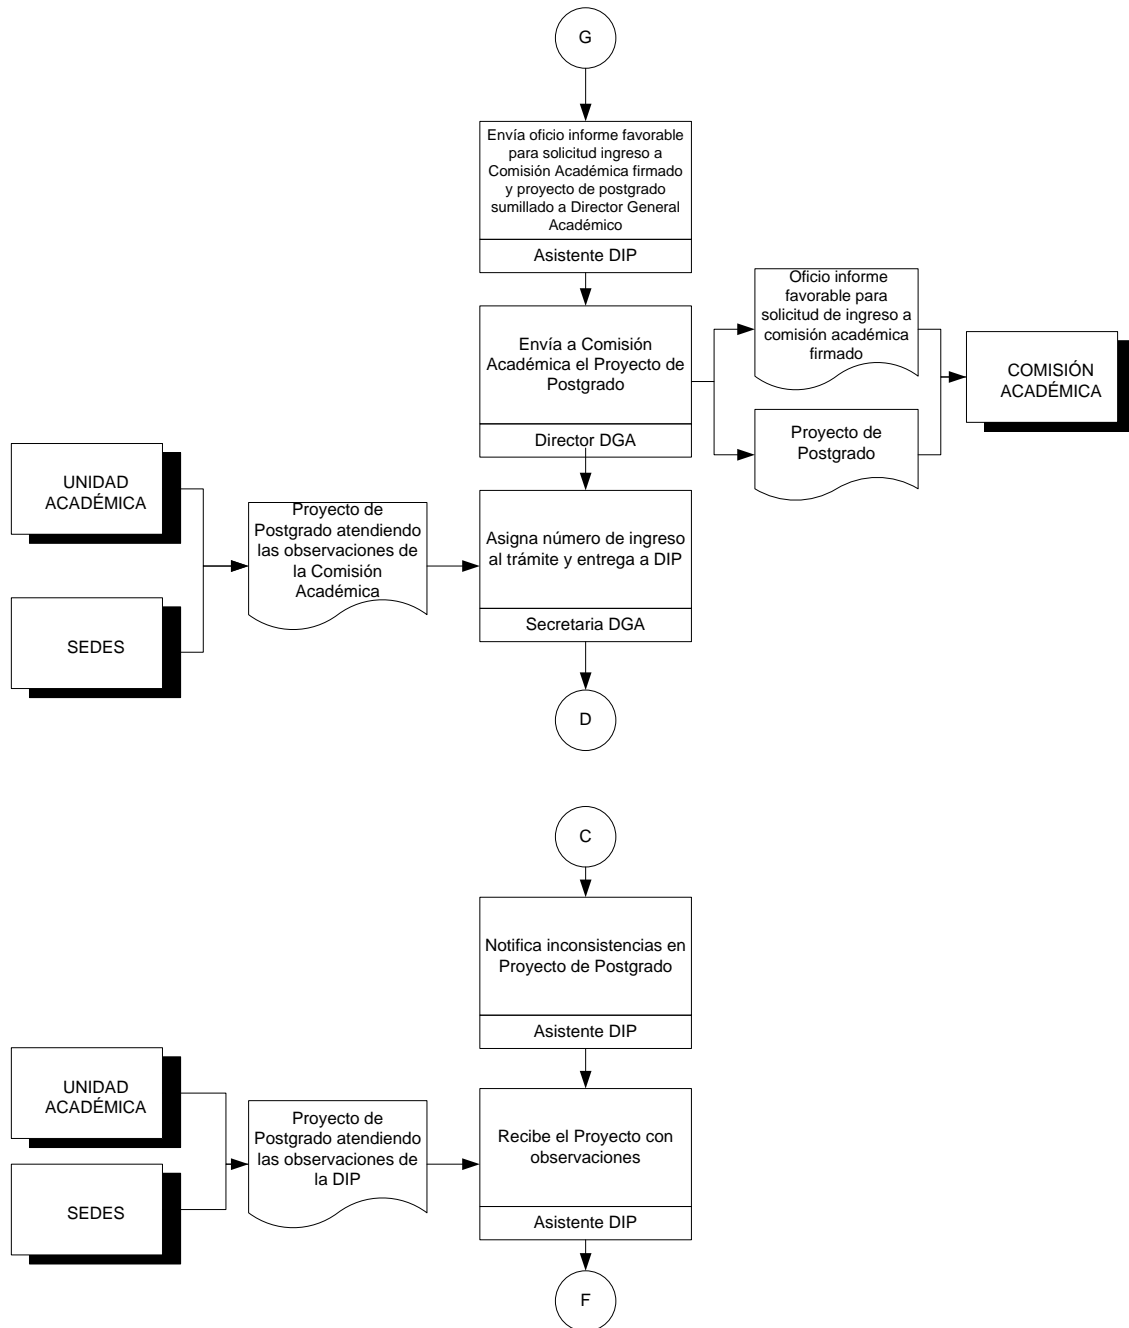 G
Envía oficio informe favorable
para solicitud ingreso a
Comisión Académica firmado
y proyecto de postgrado
sumillado a Director General
Académico
Asistente DIP
Envía a Comisión
Académica el Proyecto de
Postgrado
Director DGA
Oficio informe
favorable para
solicitud de ingreso a
comisión académica
firmado
Proyecto de
Postgrado
COMISIÓN
ACADÉMICA
UNIDAD
ACADÉMICA
SEDES
Proyecto de
Postgrado atendiendo
las observaciones de
la Comisión
Académica
Asigna número de ingreso
al trámite y entrega a DIP
Secretaria DGA
D
C
Notifica inconsistencias en
Proyecto de Postgrado
Asistente DIP
UNIDAD
ACADÉMICA
SEDES
Proyecto de
Postgrado atendiendo
las observaciones de
la DIP
Recibe el Proyecto con
observaciones
Asistente DIP
F